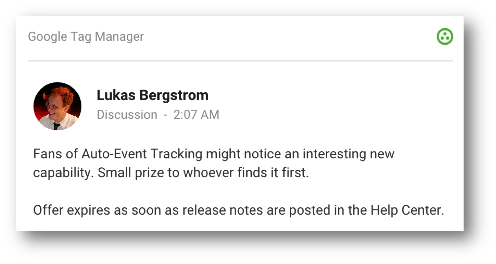 Google Tag Manager
Lukas Bergstrom
Discussion - 2:07 AM
Fans of Auto-Event Tracking might notice an interesting new
capability. Small prize to whoever finds it first.
Offer expires as soon as release notes are posted in the Help Center.